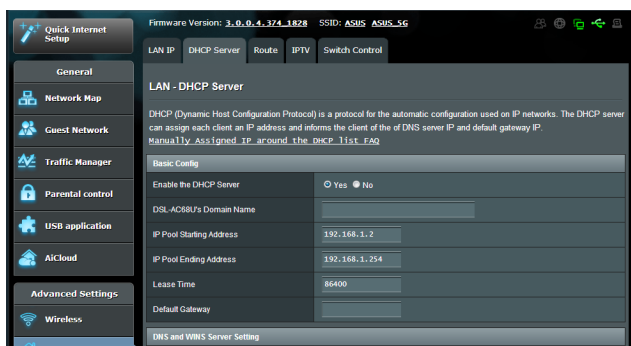 Quick Internet
Setup
Firmware Version: 3.0.0.4.374_1828 SSID: ASUS ASUS_5G
LAN IP DHCP Server Route IPTV Switch Control
General
Network Map
Guest Network
Traffic Manager
Parental control
USB application
AiCloud
Advanced Settings
Wireless
LAN - DHCP Server
DHCP (Dynamic Host Configuration Protocol) is a protocol for the automatic configuration used on IP networks. The DHCP server
can assign each client an IP address and informs the client of the of DNS server IP and default gateway IP.
Manually Assigned IP around the DHCP list FAQ
Basic Config
Enable the DHCP Server Yes No
DSL-AC68U's Domain Name
IP Pool Starting Address 192.168.1.2
IP Pool Ending Address 192.168.1.254
Lease Time 86400
Default Gateway
DNS and WINS Server Setting